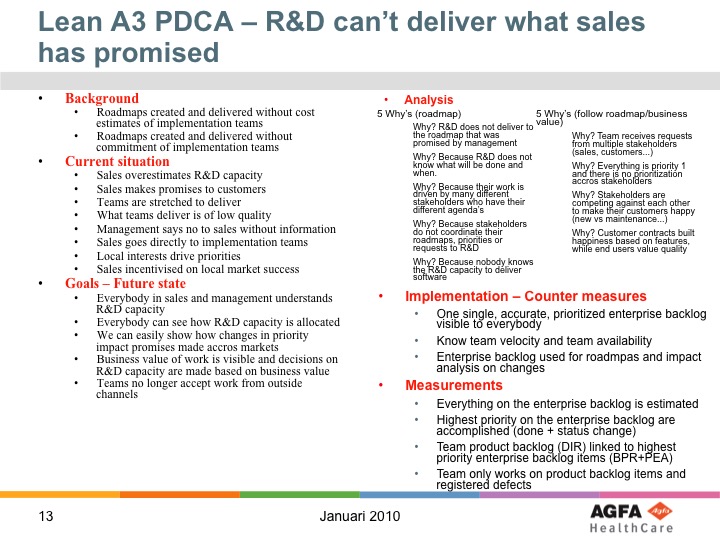 Lean A3 PDCA – R&D can’t deliver what sales
has promised
• Background
• Roadmaps created and delivered without cost
estimates of implementation teams
• Roadmaps created and delivered without
commitment of implementation teams
• Current situation
• Sales overestimates R&D capacity
• Sales makes promises to customers
• Teams are stretched to deliver
• What teams deliver is of low quality
• Management says no to sales without information
• Sales goes directly to implementation teams
• Local interests drive priorities
• Sales incentivised on local market success
• Goals – Future state
• Everybody in sales and management understands
R&D capacity
• Everybody can see how R&D capacity is allocated
• We can easily show how changes in priority
impact promises made accros markets
• Business value of work is visible and decisions on
R&D capacity are made based on business value
• Teams no longer accept work from outside
channels
• Analysis
5 Why’s (roadmap)
Why? R&D does not deliver to
the roadmap that was
promised by management
Why? Because R&D does not
know what will be done and
when.
Why? Because their work is
driven by many different
stakeholders who have their
different agenda’s
Why? Because stakeholders
do not coordinate their
roadmaps, priorities or
requests to R&D
Why? Because nobody knows
the R&D capacity to deliver
software
5 Why’s (follow roadmap/business
value)
Why? Team receives requests
from multiple stakeholders
(sales, customers...)
Why? Everything is priority 1
and there is no prioritization
accros stakeholders
Why? Stakeholders are
competing against each other
to make their customers happy
(new vs maintenance...)
Why? Customer contracts built
happiness based on features,
while end users value quality
• Implementation – Counter measures
• One single, accurate, prioritized enterprise backlog
visible to everybody
• Know team velocity and team availability
• Enterprise backlog used for roadmpas and impact
analysis on changes
• Measurements
• Everything on the enterprise backlog is estimated
• Highest priority on the enterprise backlog are
accomplished (done + status change)
• Team product backlog (DIR) linked to highest
priority enterprise backlog items (BPR+PEA)
• Team only works on product backlog items and
registered defects
13
Januari 2010
AGFA Agfa
HealthCare